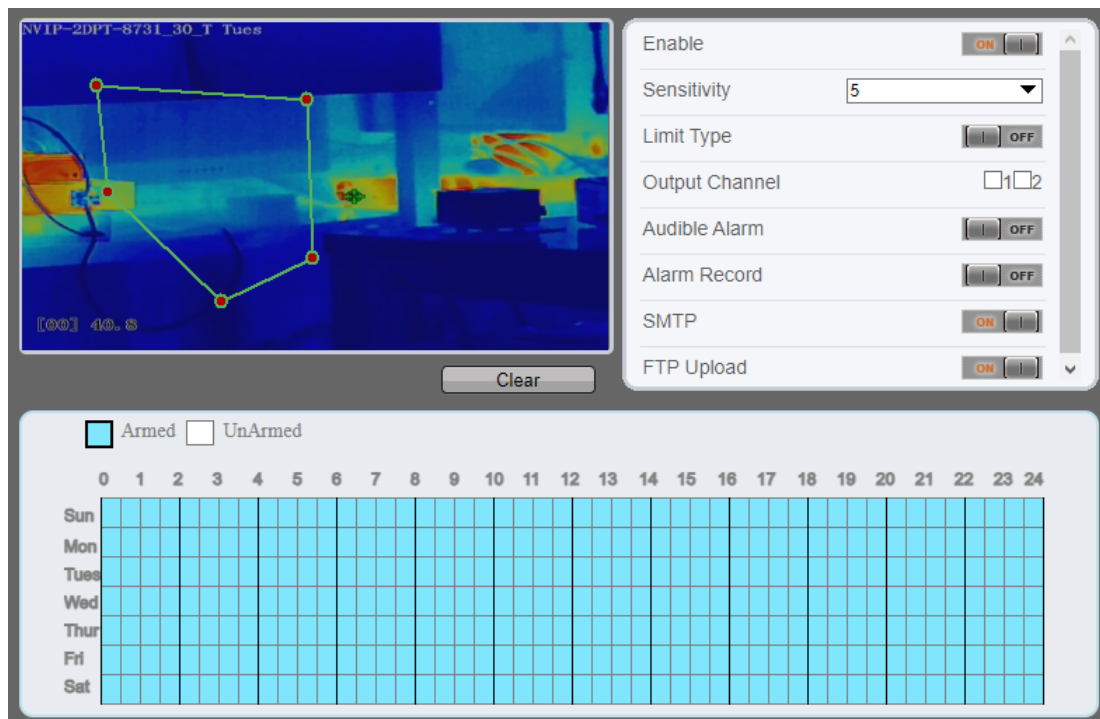 NVIP-2DPT-8731_30_T Tues
[00] 40.8
Clear
Enable ON
Sensitivity 5
Limit Type OFF
Output Channel 1 2
Audible Alarm OFF
Alarm Record OFF
SMTP ON
FTP Upload ON
Armed UnArmed
0 1 2 3 4 5 6 7 8 9 10 11 12 13 14 15 16 17 18 19 20 21 22 23 24
Sun
Mon
Tues
Wed
Thur
Fri
Sat